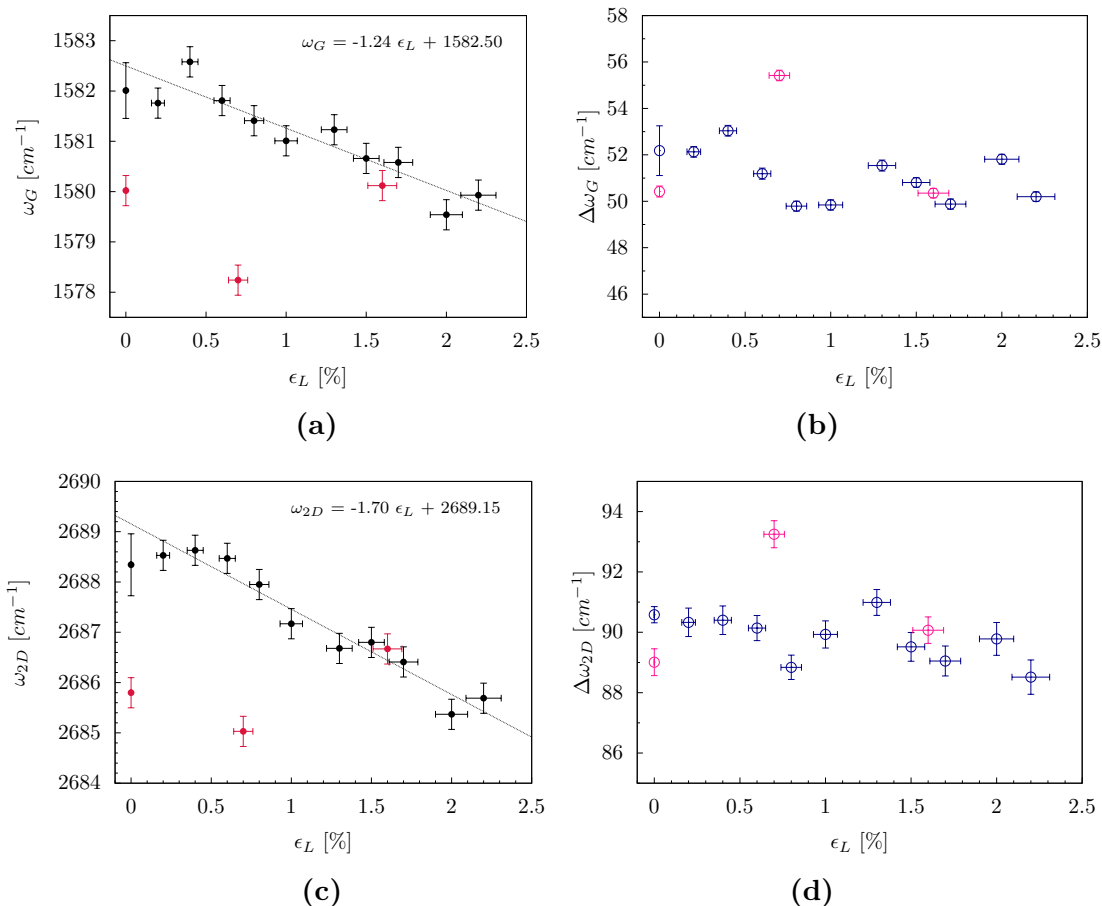 ω_G = -1.24 ϵ_L + 1582.50
1583
1582
1581
1580
1579
1578
ω_G [cm⁻¹]
0 0.5 1 1.5 2 2.5
ϵ_L [%]
(a)
58
56
54
52
50
48
46
Δω_G [cm⁻¹]
0 0.5 1 1.5 2 2.5
ϵ_L [%]
(b)
ω_2D = -1.70 ϵ_L + 2689.15
2690
2689
2688
2687
2686
2685
2684
ω_2D [cm⁻¹]
0 0.5 1 1.5 2 2.5
ϵ_L [%]
(c)
94
92
90
88
86
Δω_2D [cm⁻¹]
0 0.5 1 1.5 2 2.5
ϵ_L [%]
(d)